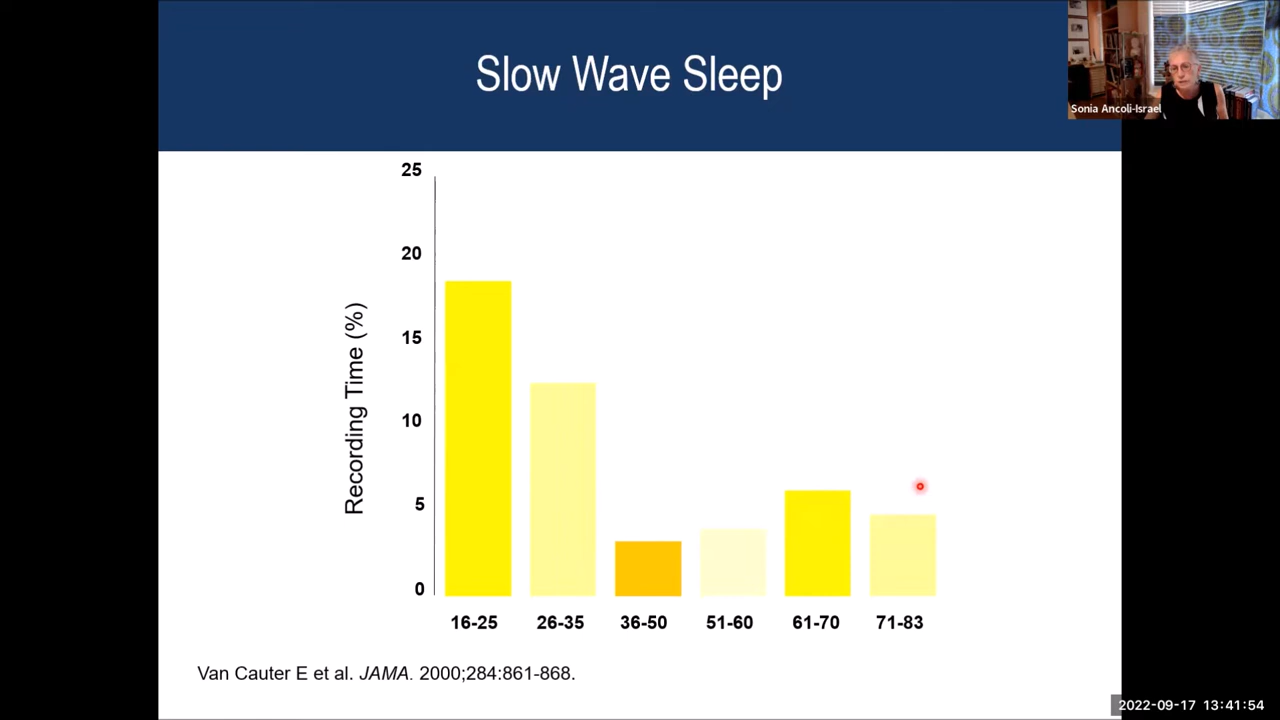 Slow Wave Sleep
Sonia Ancoli-Israel
25
20
15
10
5
0
Recording Time (%)
16-25 26-35 36-50 51-60 61-70 71-83
Van Cauter E et al. JAMA. 2000;284:861-868.
2022-09-17 13:41:54